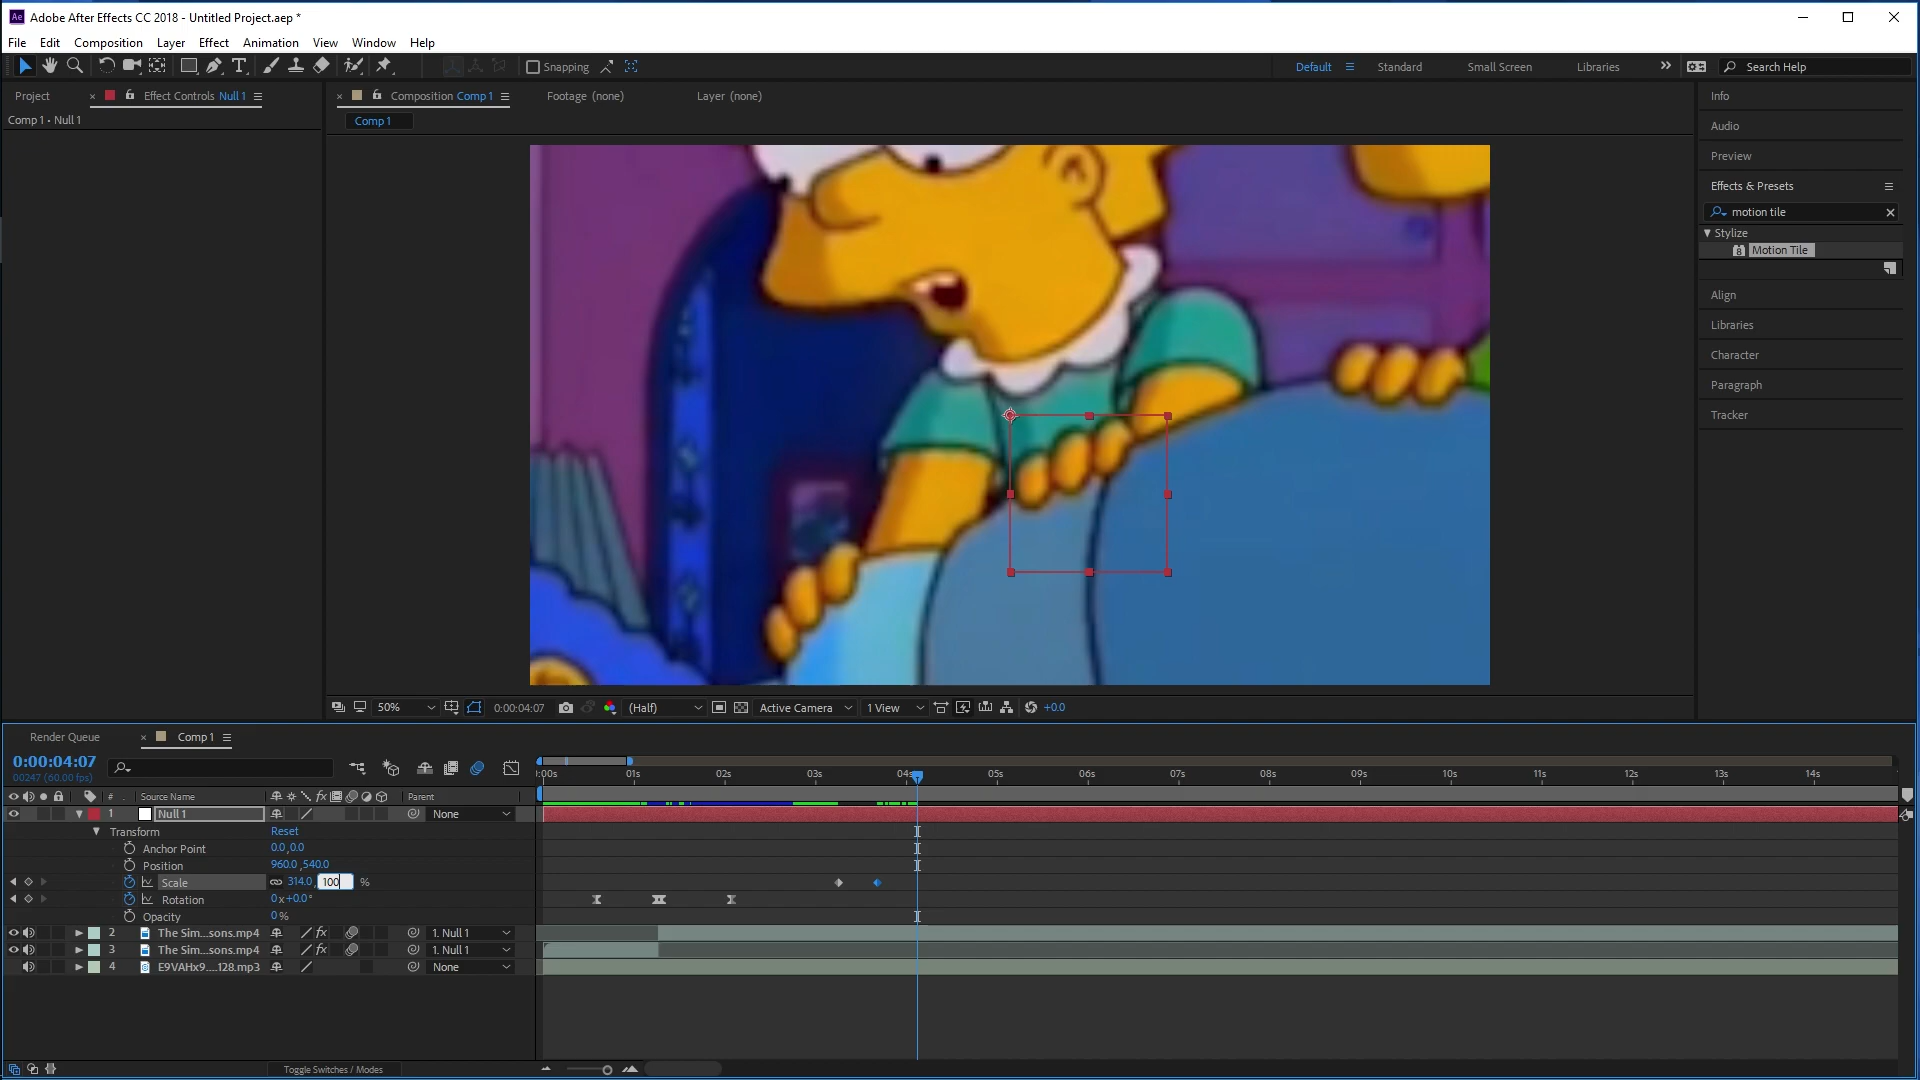 Adobe After Effects CC 2018 - Untitled Project.aep *
File Edit Composition Layer Effect Animation View Window Help
Snapping Default Standard Small Screen Libraries Search Help
Project Effect Controls Null 1 Composition Comp 1 Footage (none) Layer (none) Info
Comp 1 • Null 1 Comp 1
Audio
Preview
Effects & Presets
motion tile
Stylize
Motion Tile
Align
Libraries
Character
Paragraph
Tracker
50% 0:00:04:07 (Half) Active Camera 1 View +0.0
Render Queue Comp 1
0:00:04:07
00247 (60.00 fps)
:00s 01s 02s 03s 04s 05s 06s 07s 08s 09s 10s 11s 12s 13s 14s
# Source Name fx Parent
1 Null 1 None
Transform Reset
Anchor Point 0.0,0.0
Position 960.0,540.0
Scale 314.0, 100 %
Rotation 0x+0.0°
Opacity 0%
2 The Sim...sons.mp4 fx 1. Null 1
3 The Sim...sons.mp4 fx 1. Null 1
4 E9VAHx9....128.mp3 None
Toggle Switches / Modes